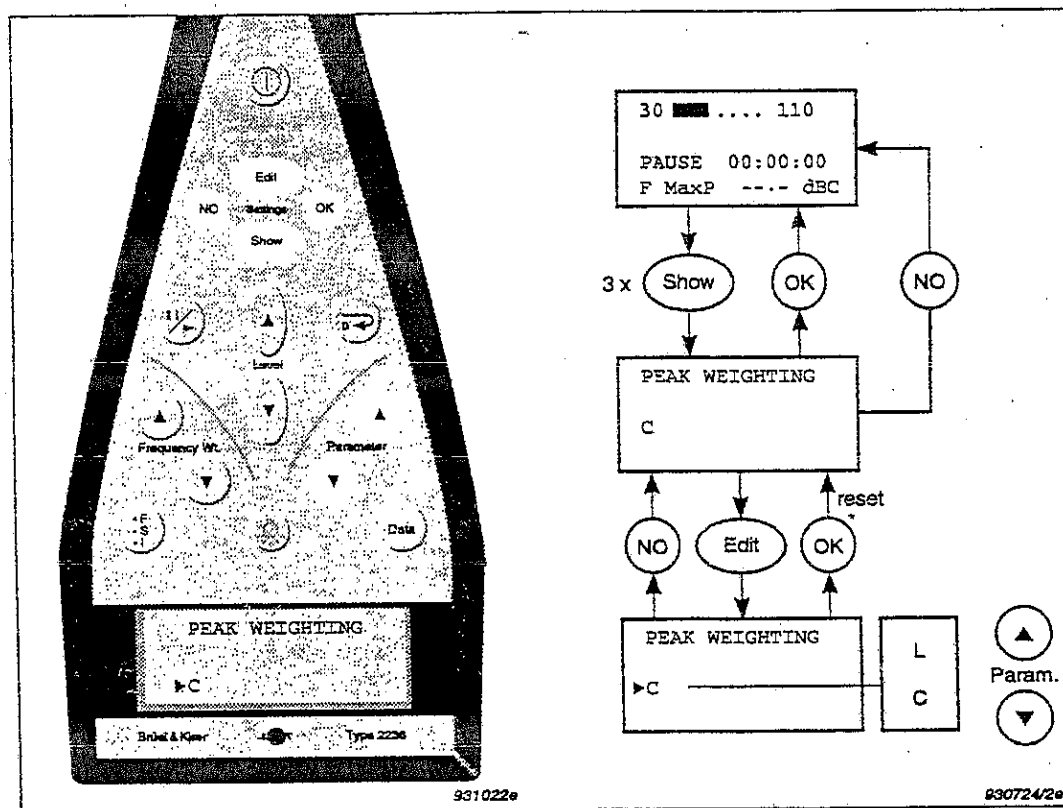 Edit
NO Settings OK
Show
Level
Frequency Wt.
Parameter
F
S
I
Data
PEAK WEIGHTING
C
Brüel & Kjær Type 2236
931022e
30 .... 110
PAUSE 00:00:00
F MaxP --.- dBC
3 x Show OK NO
PEAK WEIGHTING
C
reset
NO Edit OK
PEAK WEIGHTING
C
L
C
Param.
930724/2e